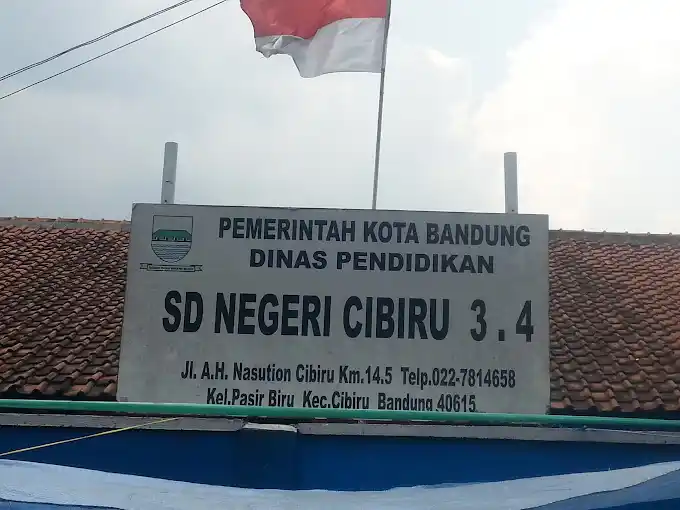 PEMERINTAH KOTA BANDUNG
DINAS PENDIDIKAN
SD NEGERI CIBIRU 3.4
Jl. A.H. Nasution Cibiru Km.14.5 Telp.022-7814658
Kel.Pasir Biru Kec.Cibiru Bandung 40615